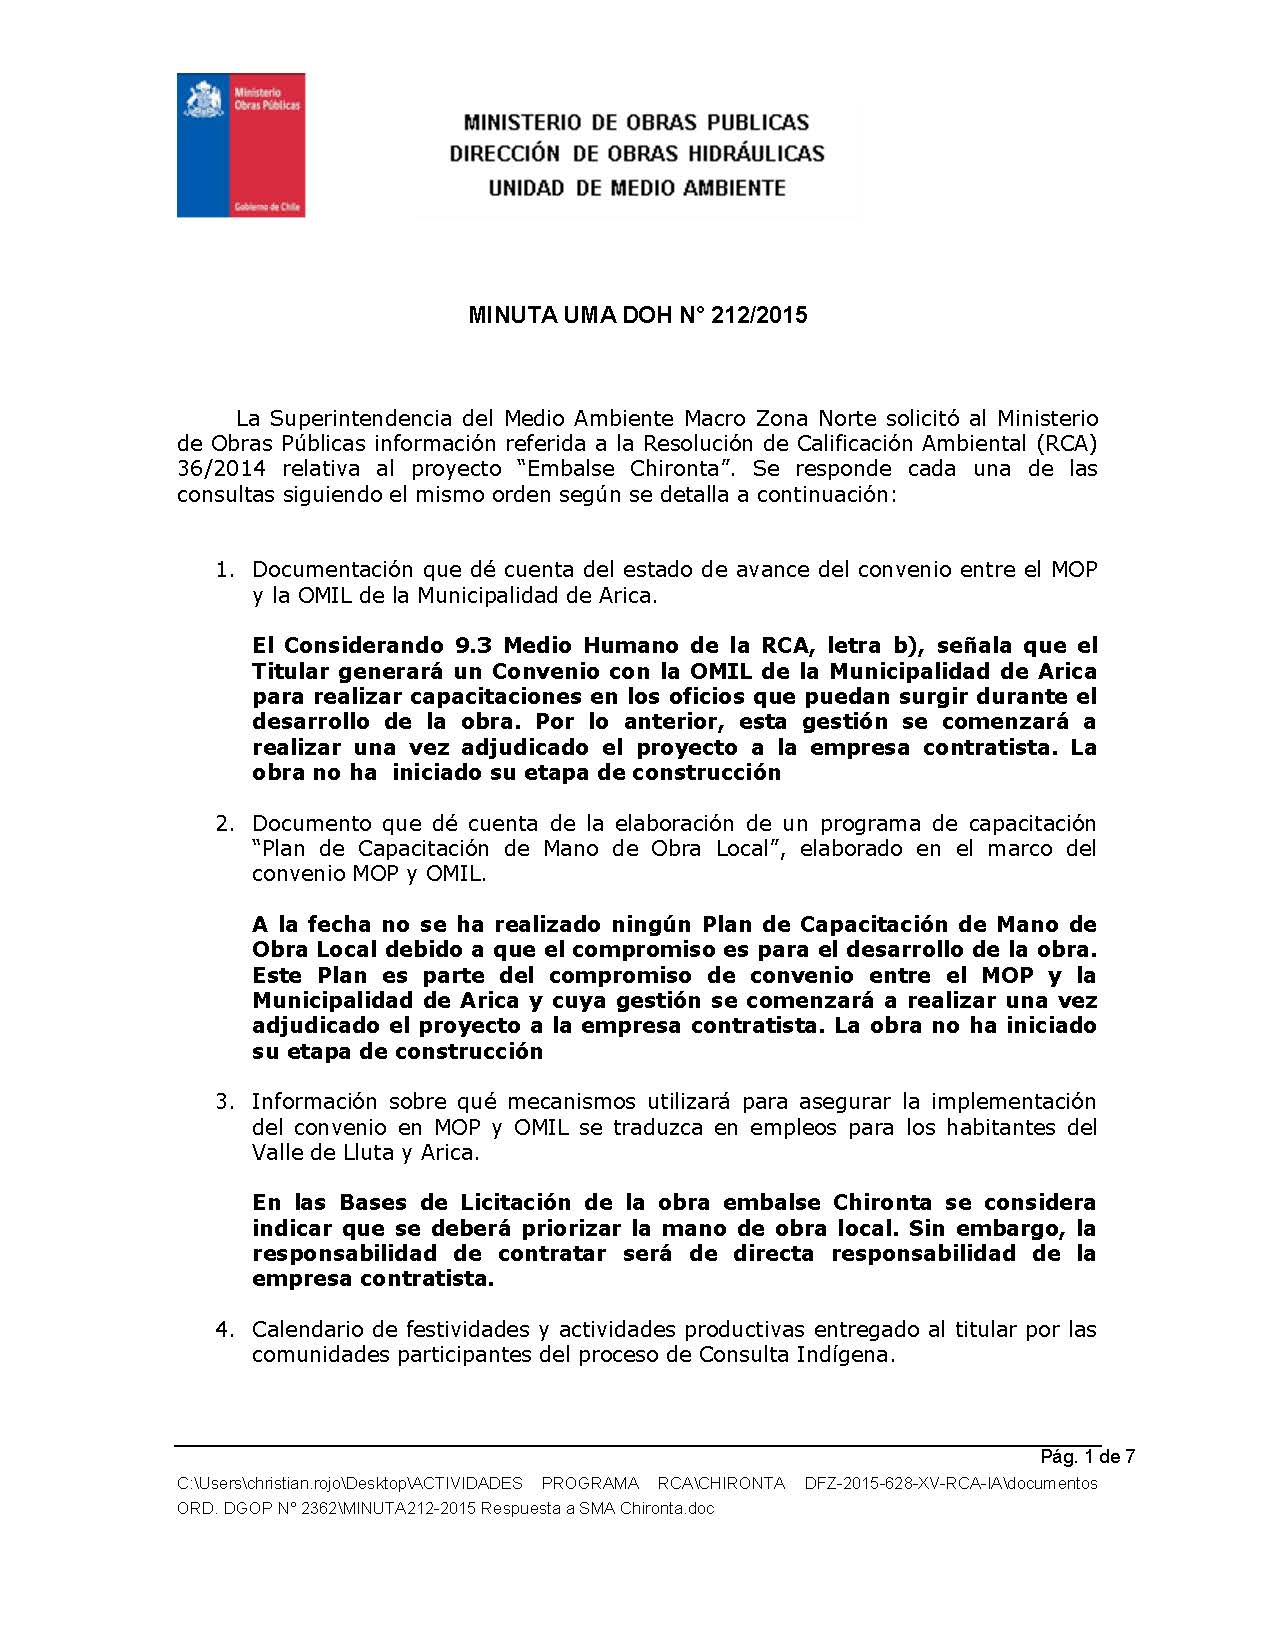 Ministerio
Obras Públicas
Gobierno de Chile
MINISTERIO DE OBRAS PUBLICAS
DIRECCIÓN DE OBRAS HIDRÁULICAS
UNIDAD DE MEDIO AMBIENTE
MINUTA UMA DOH N° 212/2015
La Superintendencia del Medio Ambiente Macro Zona Norte solicitó al Ministerio
de Obras Públicas información referida a la Resolución de Calificación Ambiental (RCA)
36/2014 relativa al proyecto “Embalse Chironta”. Se responde cada una de las
consultas siguiendo el mismo orden según se detalla a continuación:
1. Documentación que dé cuenta del estado de avance del convenio entre el MOP
y la OMIL de la Municipalidad de Arica.
El Considerando 9.3 Medio Humano de la RCA, letra b), señala que el
Titular generará un Convenio con la OMIL de la Municipalidad de Arica
para realizar capacitaciones en los oficios que puedan surgir durante el
desarrollo de la obra. Por lo anterior, esta gestión se comenzará a
realizar una vez adjudicado el proyecto a la empresa contratista. La
obra no ha iniciado su etapa de construcción
2. Documento que dé cuenta de la elaboración de un programa de capacitación
“Plan de Capacitación de Mano de Obra Local”, elaborado en el marco del
convenio MOP y OMIL.
A la fecha no se ha realizado ningún Plan de Capacitación de Mano de
Obra Local debido a que el compromiso es para el desarrollo de la obra.
Este Plan es parte del compromiso de convenio entre el MOP y la
Municipalidad de Arica y cuya gestión se comenzará a realizar una vez
adjudicado el proyecto a la empresa contratista. La obra no ha iniciado
su etapa de construcción
3. Información sobre qué mecanismos utilizará para asegurar la implementación
del convenio en MOP y OMIL se traduzca en empleos para los habitantes del
Valle de Lluta y Arica.
En las Bases de Licitación de la obra embalse Chironta se considera
indicar que se deberá priorizar la mano de obra local. Sin embargo, la
responsabilidad de contratar será de directa responsabilidad de la
empresa contratista.
4. Calendario de festividades y actividades productivas entregado al titular por las
comunidades participantes del proceso de Consulta Indígena.
Pág. 1 de 7
C:\Users\christian.rojo\Desktop\ACTIVIDADES PROGRAMA RCA\CHIRONTA DFZ-2015-628-XV-RCA-IA\documentos
ORD. DGOP N° 2362\MINUTA212-2015 Respuesta a SMA Chironta.doc